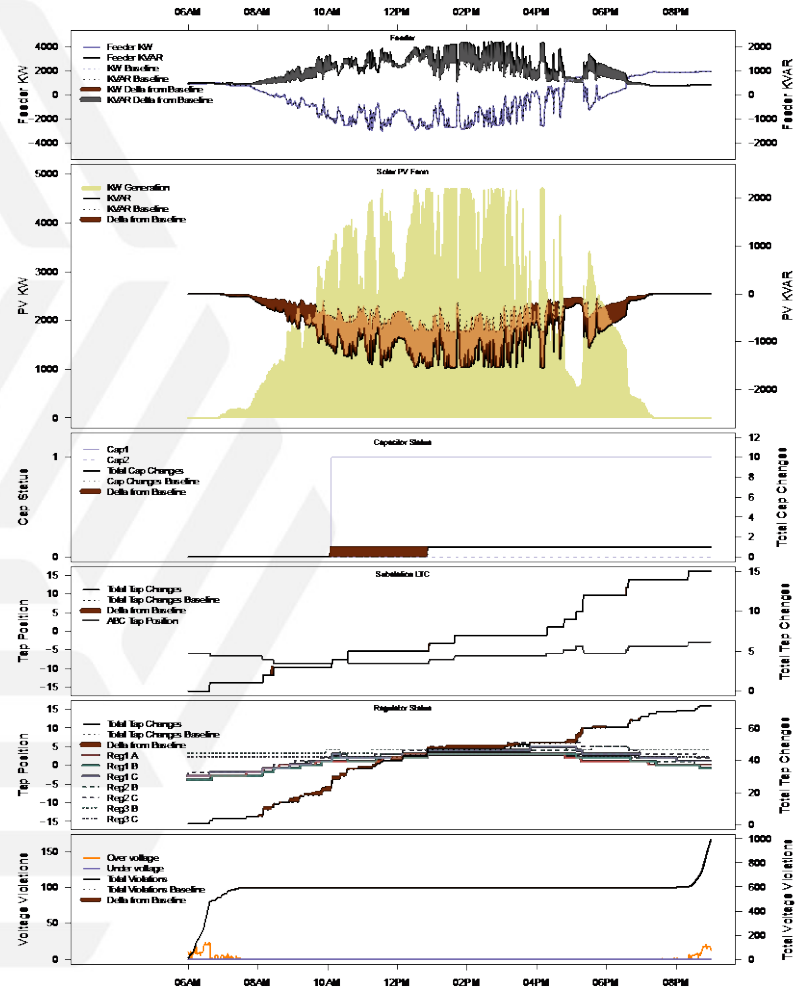 06AM 08AM 10AM 12PM 02PM 04PM 06PM 08PM
Feeder
Feeder KW
Feeder KVAR
KW Baseline
KVAR Baseline
KW Delta from Baseline
KVAR Delta from Baseline
4000
2000
0
−2000
−4000
Feeder KW
2000
1000
0
−1000
−2000
Feeder KVAR
Solar PV Farm
KW Generation
KVAR
KVAR Baseline
Delta from Baseline
5000
4000
3000
2000
1000
0
PV KW
2000
1000
0
−1000
−2000
PV KVAR
Capacitor Status
Cap1
Cap2
Total Cap Changes
Cap Changes Baseline
Delta from Baseline
1
0
Cap Status
12
10
8
6
4
2
0
Total Cap Changes
Substation LTC
Total Tap Changes
Total Tap Changes Baseline
Delta from Baseline
ABC Tap Position
15
10
5
0
−5
−10
−15
Tap Position
15
10
5
0
Total Tap Changes
Regulator Status
Total Tap Changes
Total Tap Changes Baseline
Delta from Baseline
Reg1 A
Reg1 B
Reg1 C
Reg2 B
Reg2 C
Reg3 B
Reg3 C
15
10
5
0
−5
−10
−15
Tap Position
60
40
20
0
Total Tap Changes
Over voltage
Under voltage
Total Violations
Total Violations Baseline
Delta from Baseline
150
100
50
0
Voltage Violations
1000
800
600
400
200
0
Total Voltage Violations
06AM 08AM 10AM 12PM 02PM 04PM 06PM 08PM